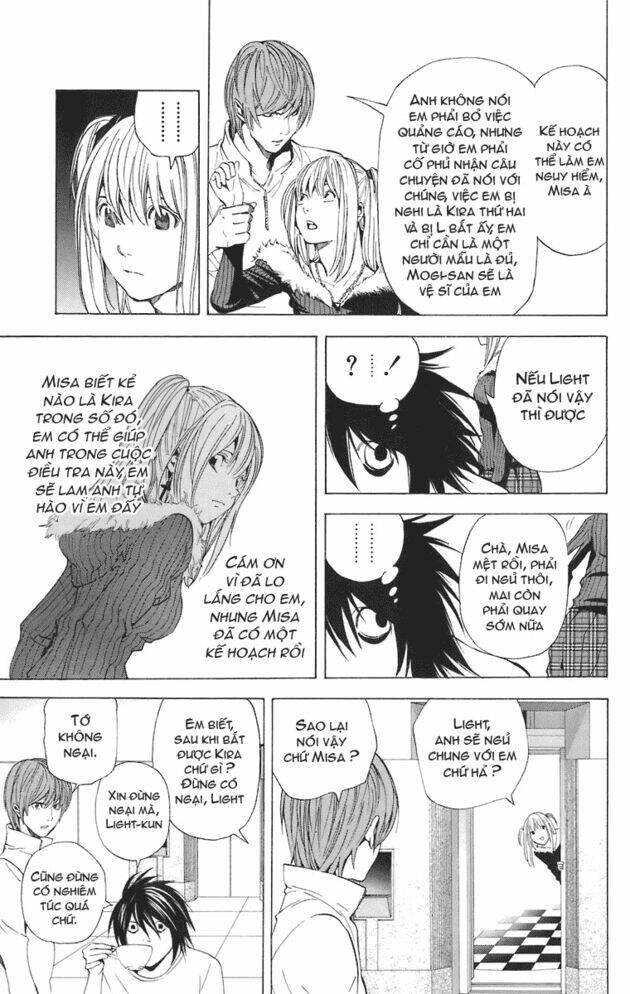 KẾ HOẠCH
NÀY CÓ
THỂ LÀM EM
NGUY HIỂM,
MISA À
ANH KHÔNG NÓI
EM PHẢI BỎ VIỆC
QUẢNG CÁO, NHƯNG
TỪ GIỜ EM PHẢI
CỐ PHỦ NHẬN CÂU
CHUYỆN ĐÃ NÓI VỚI
CHÚNG, VIỆC EM BỊ
NGHI LÀ KIRA THỨ HAI
VÀ BỊ L BẮT ẤY, EM
CHỈ CẦN LÀ MỘT
NGƯỜI MẪU LÀ ĐỦ,
MOGI-SAN SẼ LÀ
VỆ SĨ CỦA EM
......
NẾU LIGHT
ĐÃ NÓI VẬY
THÌ ĐƯỢC
...!
...?
CHÀ, MISA
MỆT RỒI, PHẢI
ĐI NGỦ THÔI,
MAI CÒN
PHẢI QUAY
SỚM NỮA
......
CÁM ƠN
VÌ ĐÃ LO
LẮNG CHO EM,
NHƯNG MISA
ĐÃ CÓ MỘT
KẾ HOẠCH RỒI
MISA BIẾT KẺ
NÀO LÀ KIRA
TRONG SỐ ĐÓ,
EM CÓ THỂ GIÚP
ANH TRONG CUỘC
ĐIỀU TRA NÀY EM
SẼ LAM ANH TỰ
HÀO VÌ EM ĐẤY
LIGHT,
ANH SẼ NGỦ
CHUNG VỚI EM
CHỨ HẢ ?
SAO LẠI
NÓI VẬY
CHỨ MISA ?
EM BIẾT,
SAU KHI BẮT
ĐƯỢC KIRA
CHỨ GÌ ?
ĐỪNG CÓ
NGẠI, LIGHT
XIN ĐỪNG
NGẠI MÀ,
LIGHT-KUN
TỚ
KHÔNG
NGẠI.
CŨNG ĐỪNG
CÓ NGHIÊM
TÚC QUÁ
CHỨ.